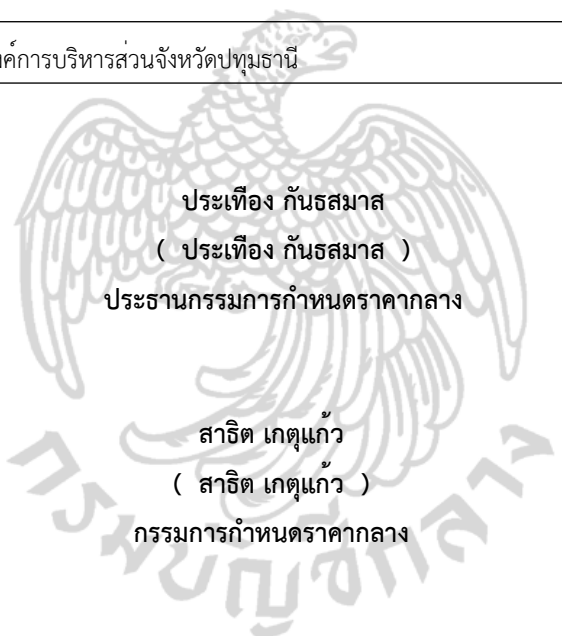 องค์การบริหารส่วนจังหวัดปทุมธานี
ประเทือง กันธสมาส
( ประเทือง กันธสมาส )
ประธานกรรมการกำหนดราคากลาง
สาธิต เกตุแก้ว
( สาธิต เกตุแก้ว )
กรรมการกำหนดราคากลาง
กรมบัญชีกลาง